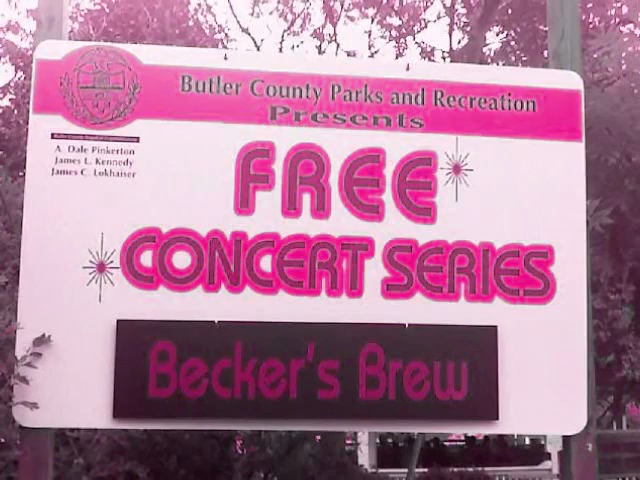 Butler County Parks and Recreation
Presents
A. Dale Pinkerton
James L. Kennedy
James C. Lokhaiser
FREE
CONCERT SERIES
Becker's Brew